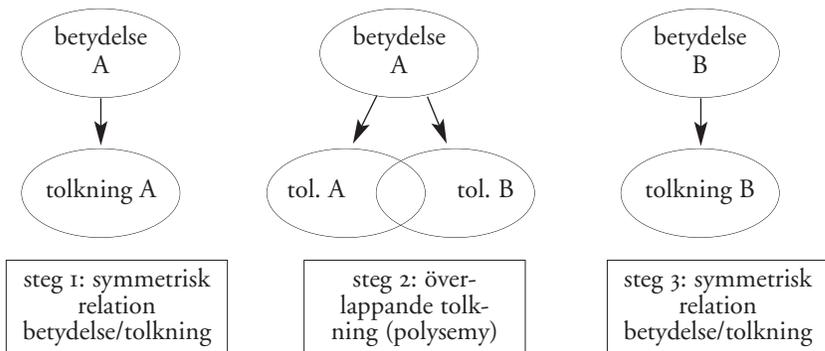 betydelse
A
tolkning A
steg 1: symmetrisk
relation
betydelse/tolkning
betydelse
A
tol. A
tol. B
steg 2: över-
lappande tolk-
ning (polysemy)
betydelse
B
tolkning B
steg 3: symmetrisk
relation
betydelse/tolkning